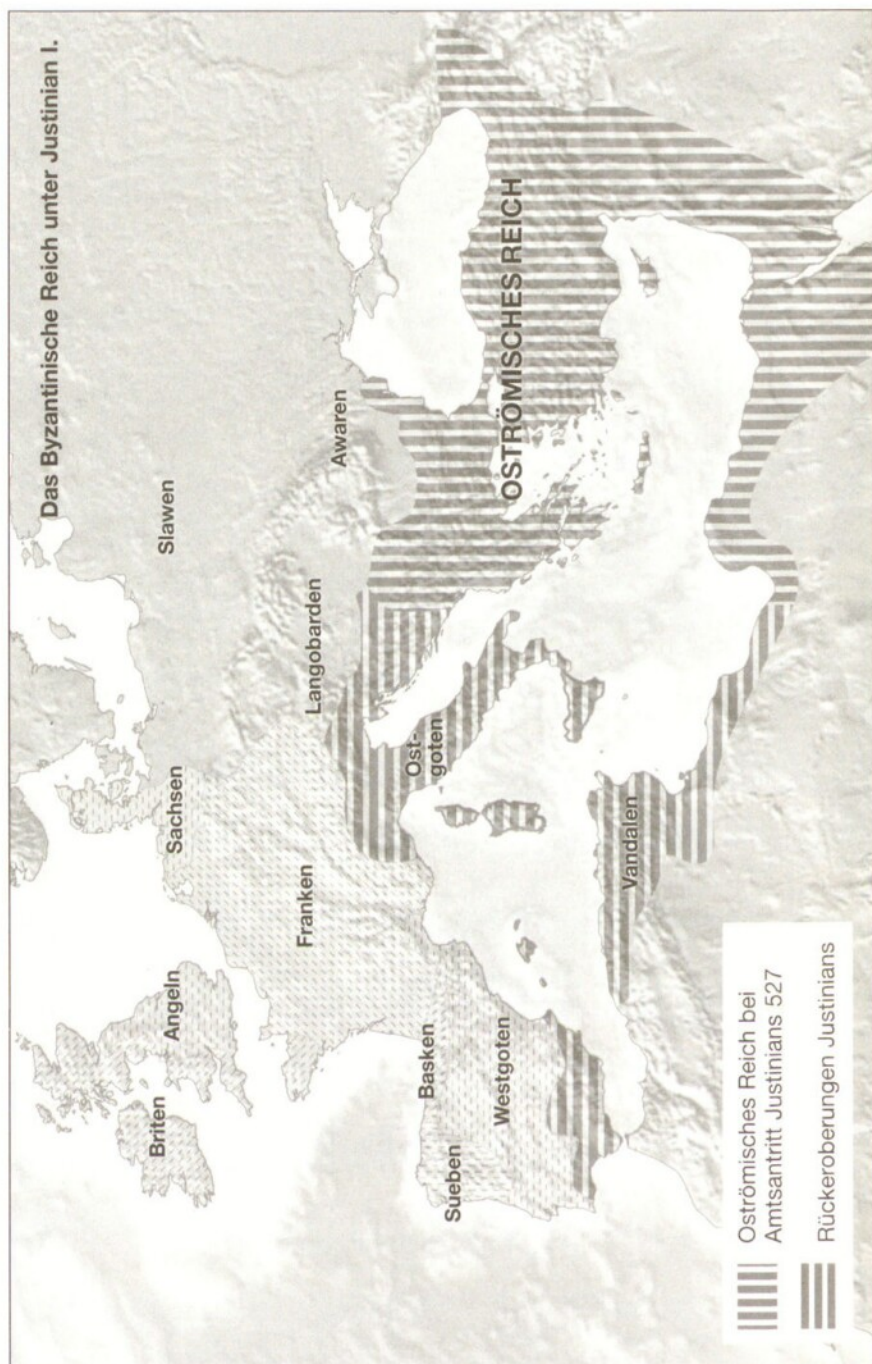 Das Byzantinische Reich unter Justinian I.
Slawen
Sachsen
Angeln
Briten
Awaren
Langobarden
Franken
Basken
Sueben
Westgoten
Ost-
goten
OSTRÖMISCHES REICH
Vandalen
Oströmisches Reich bei
Amtsantritt Justinians 527
Rückeroberungen Justinians